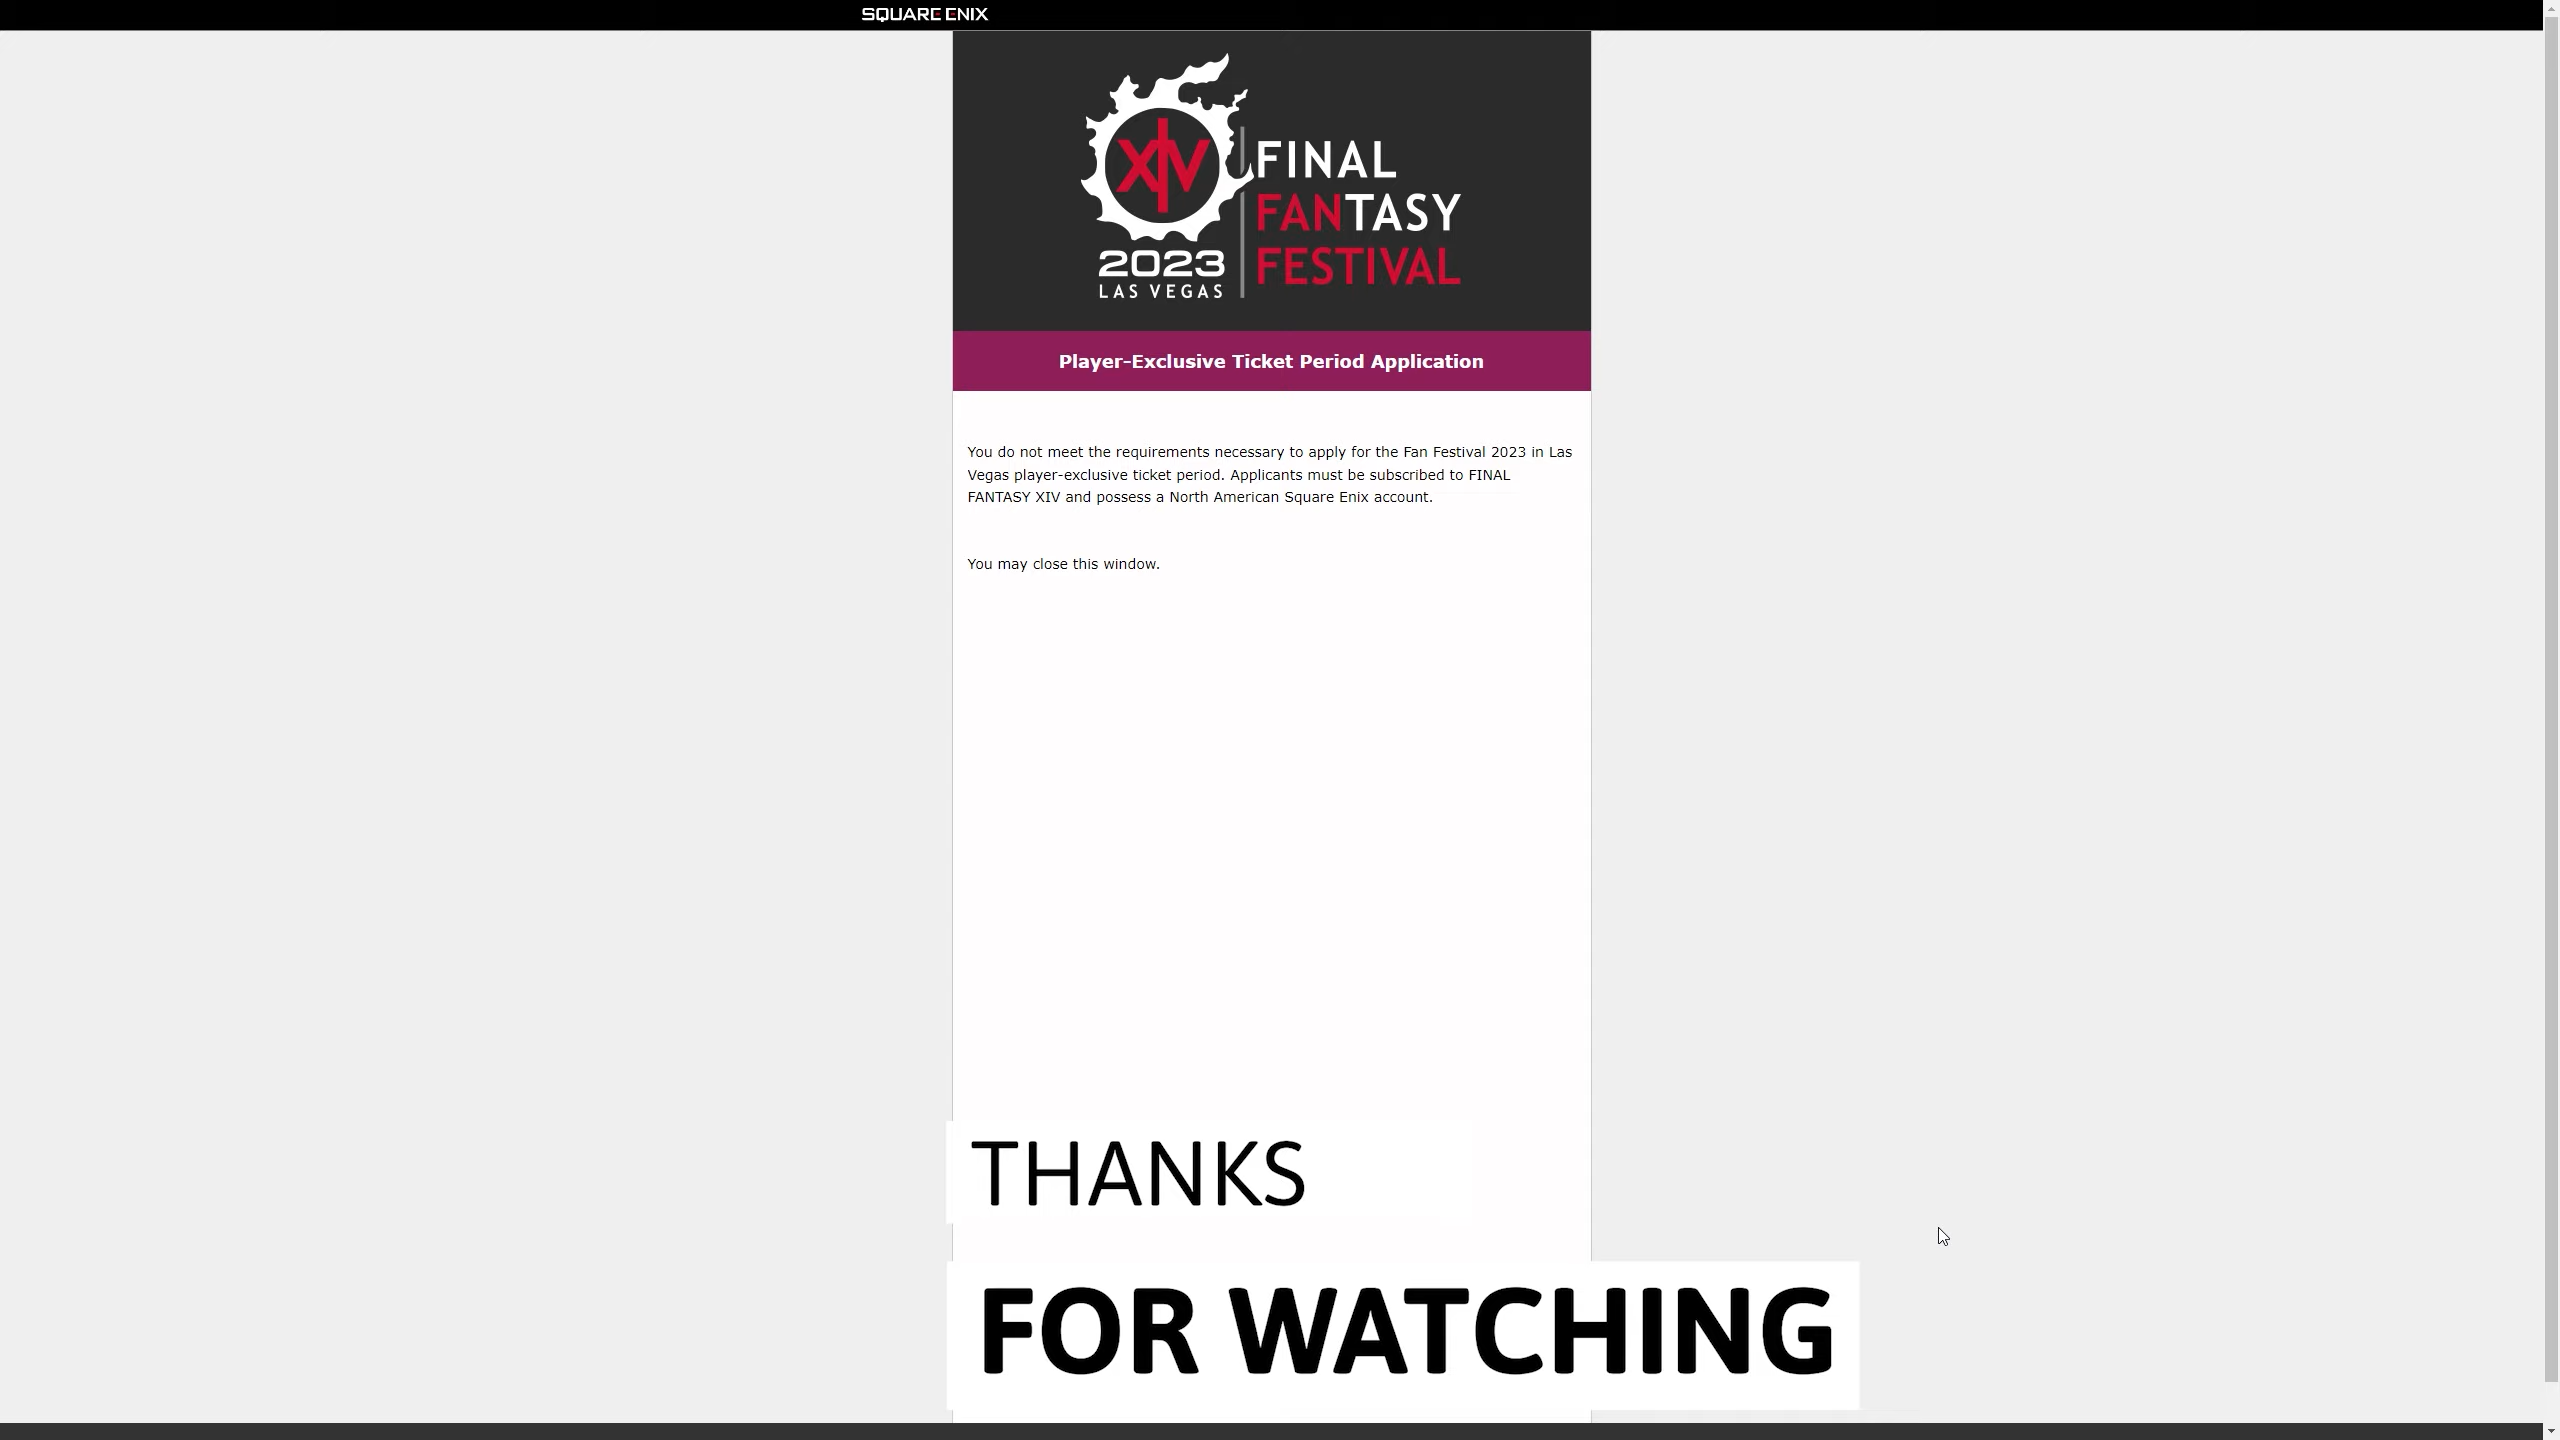 SQUARE ENIX
XIV
FINAL
FANTASY
FESTIVAL
2023
LAS VEGAS
Player-Exclusive Ticket Period Application
You do not meet the requirements necessary to apply for the Fan Festival 2023 in Las
Vegas player-exclusive ticket period. Applicants must be subscribed to FINAL
FANTASY XIV and possess a North American Square Enix account.
You may close this window.
THANKS
FOR WATCHING